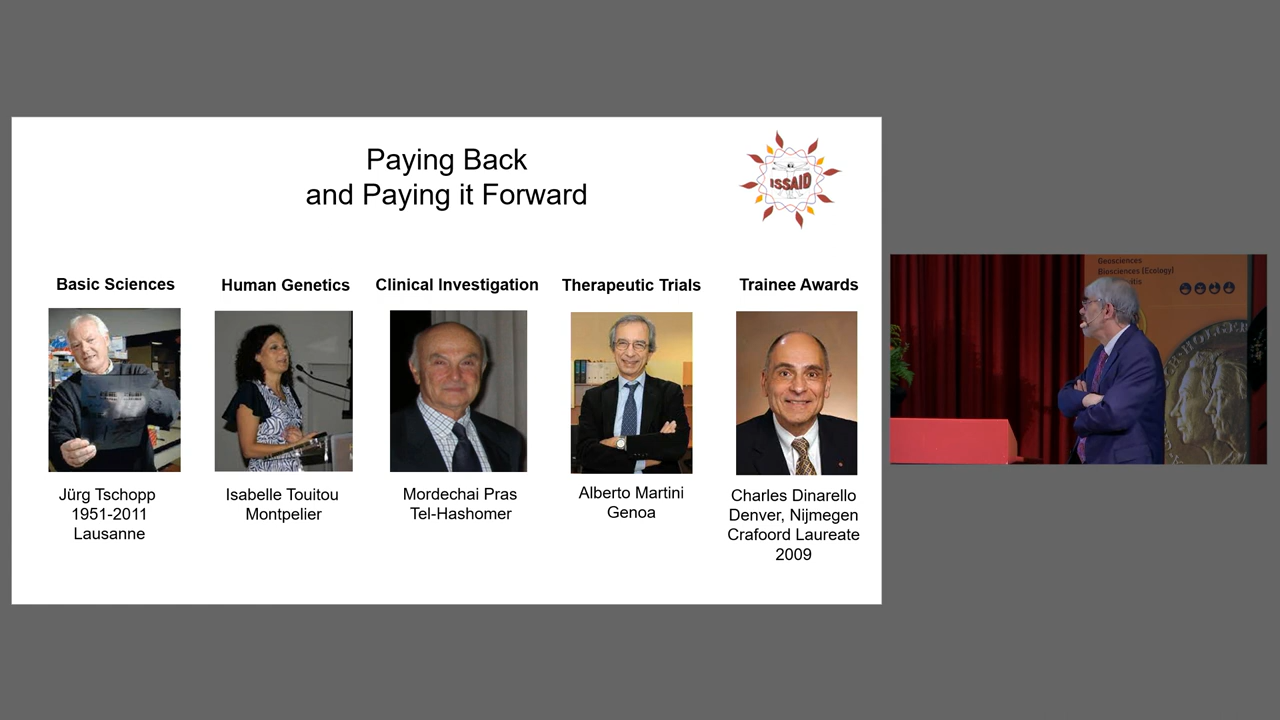 Paying Back
and Paying it Forward
ISSAID
Basic Sciences
Human Genetics
Clinical Investigation
Therapeutic Trials
Trainee Awards
Jürg Tschopp
1951-2011
Lausanne
Isabelle Touitou
Montpelier
Mordechai Pras
Tel-Hashomer
Alberto Martini
Genoa
Charles Dinarello
Denver, Nijmegen
Crafoord Laureate
2009
Geosciences
Biosciences (Ecology)